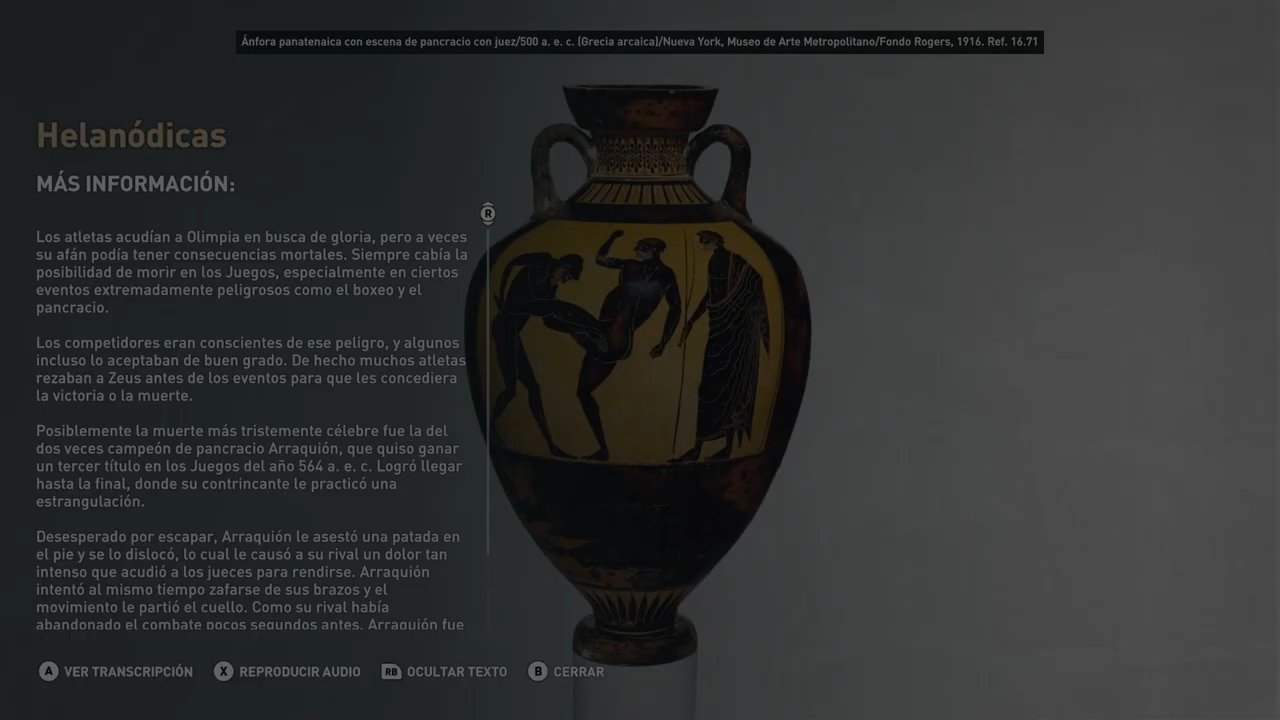 Ánfora panatenaica con escena de pancracio con juez/500 a. e. c. (Grecia arcaica)/Nueva York, Museo de Arte Metropolitano/Fondo Rogers, 1916. Ref. 16.71
Helanódicas
MÁS INFORMACIÓN:
R
Los atletas acudían a Olimpia en busca de gloria, pero a veces
su afán podía tener consecuencias mortales. Siempre cabía la
posibilidad de morir en los Juegos, especialmente en ciertos
eventos extremadamente peligrosos como el boxeo y el
pancracio.
Los competidores eran conscientes de ese peligro, y algunos
incluso lo aceptaban de buen grado. De hecho muchos atletas
rezaban a Zeus antes de los eventos para que les concediera
la victoria o la muerte.
Posiblemente la muerte más tristemente célebre fue la del
dos veces campeón de pancracio Arraquión, que quiso ganar
un tercer título en los Juegos del año 564 a. e. c. Logró llegar
hasta la final, donde su contrincante le practicó una
estrangulación.
Desesperado por escapar, Arraquión le asestó una patada en
el pie y se lo dislocó, lo cual le causó a su rival un dolor tan
intenso que acudió a los jueces para rendirse. Arraquión
intentó al mismo tiempo zafarse de sus brazos y el
movimiento le partió el cuello. Como su rival había
abandonado el combate pocos segundos antes, Arraquión fue
A VER TRANSCRIPCIÓN X REPRODUCIR AUDIO RB OCULTAR TEXTO B CERRAR